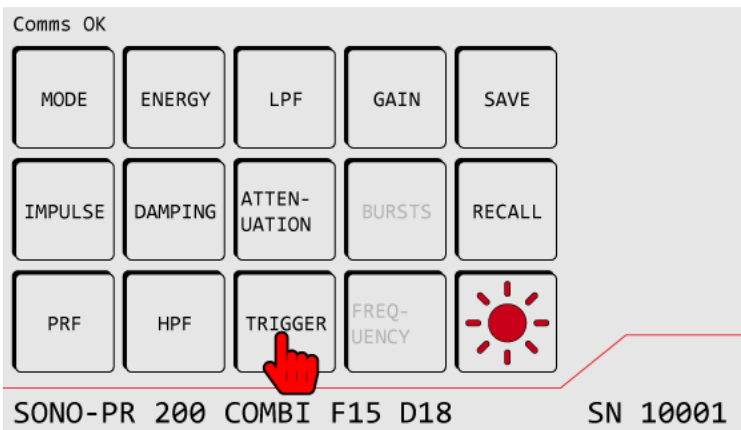 Comms OK
MODE ENERGY LPF GAIN SAVE
IMPULSE DAMPING ATTEN-
UATION BURSTS RECALL
PRF HPF TRIGGER FREQ-
UENCY
SONO-PR 200 COMBI F15 D18 SN 10001